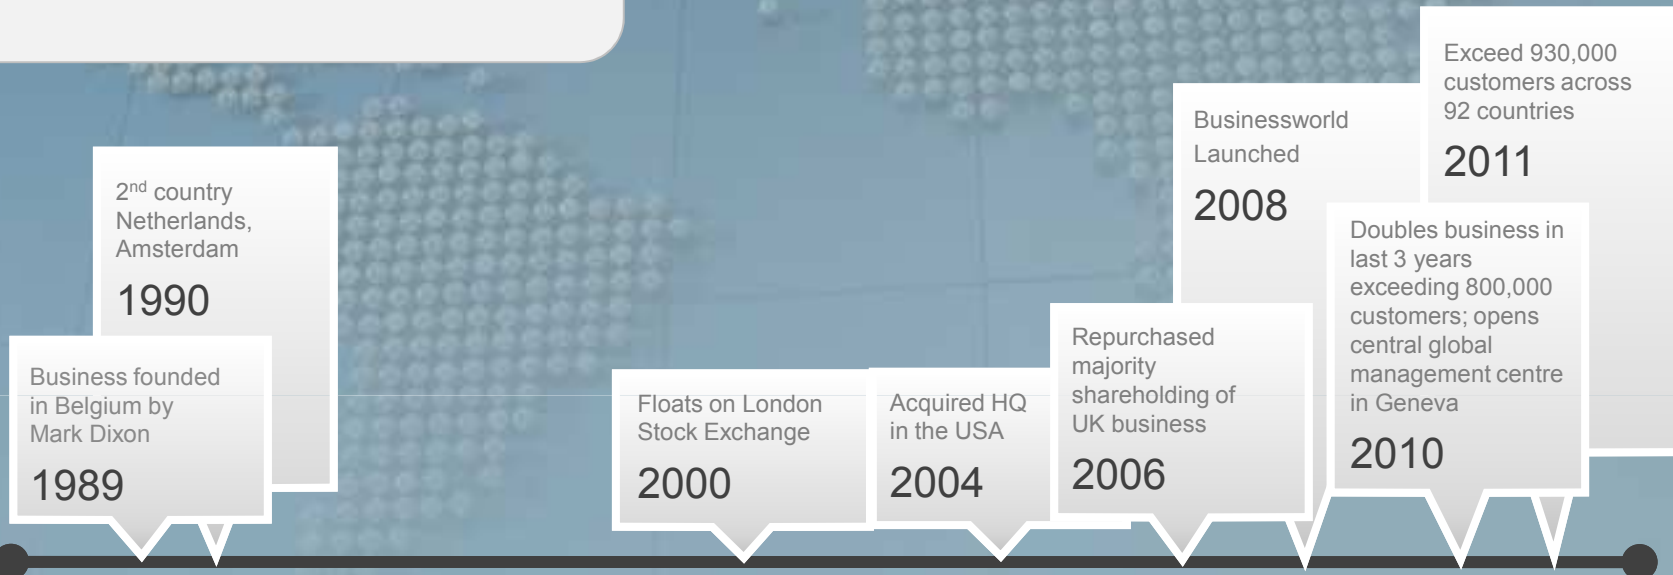 Business founded
in Belgium by
Mark Dixon
1989
2nd country
Netherlands,
Amsterdam
1990
Floats on London
Stock Exchange
2000
Acquired HQ
in the USA
2004
Repurchased
majority
shareholding of
UK business
2006
Businessworld
Launched
2008
Doubles business in
last 3 years
exceeding 800,000
customers; opens
central global
management centre
in Geneva
2010
Exceed 930,000
customers across
92 countries
2011